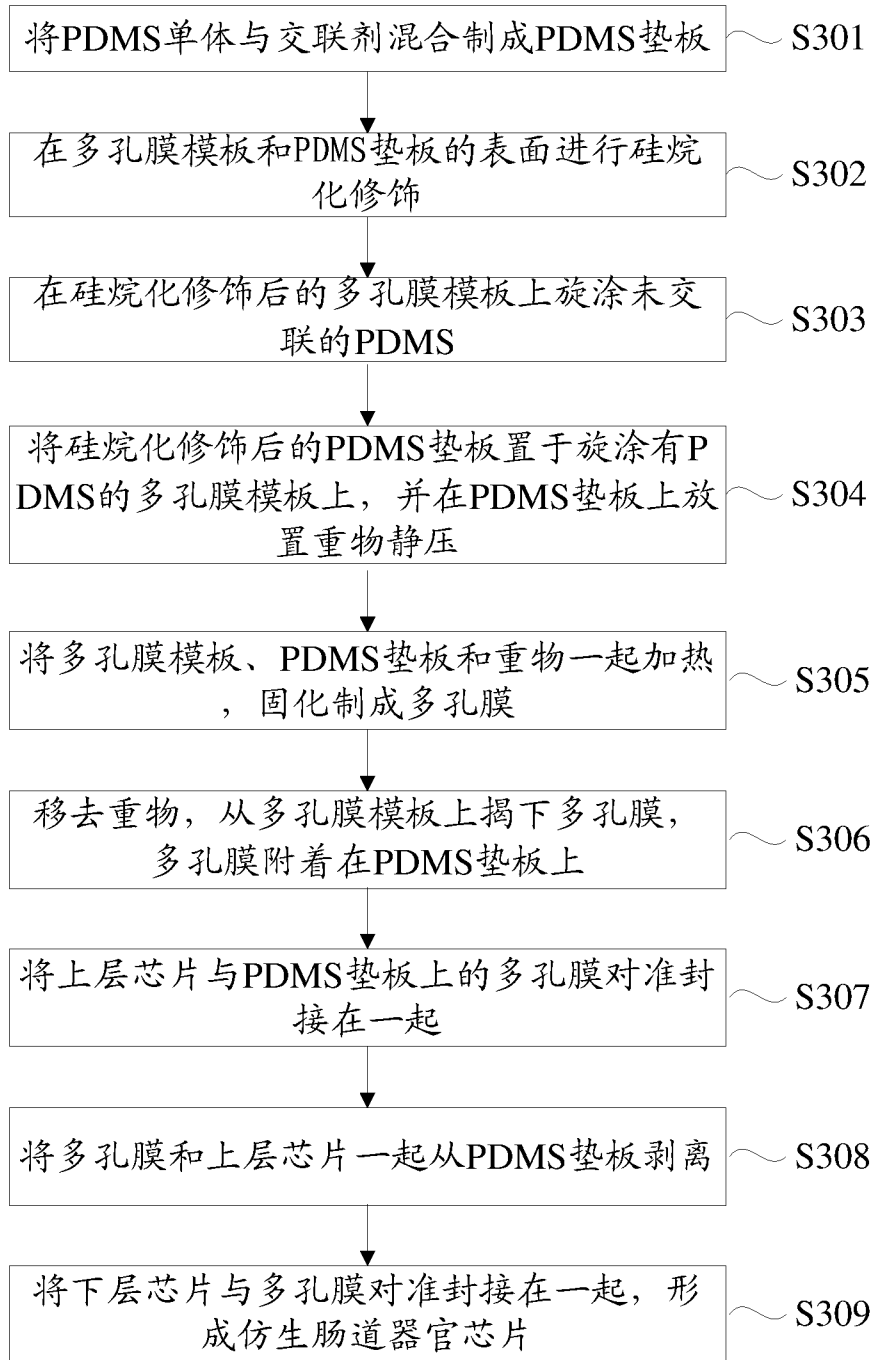 将PDMS单体与交联剂混合制成PDMS垫板
S301
在多孔膜模板和PDMS垫板的表面进行硅烷
化修饰
S302
在硅烷化修饰后的多孔膜模板上旋涂未交
联的PDMS
S303
将硅烷化修饰后的PDMS垫板置于旋涂有P
DMS的多孔膜模板上，并在PDMS垫板上放
置重物静压
S304
将多孔膜模板、PDMS垫板和重物一起加热
，固化制成多孔膜
S305
移去重物，从多孔膜模板上揭下多孔膜，
多孔膜附着在PDMS垫板上
S306
将上层芯片与PDMS垫板上的多孔膜对准封
接在一起
S307
将多孔膜和上层芯片一起从PDMS垫板剥离
S308
将下层芯片与多孔膜对准封接在一起，形
成仿生肠道器官芯片
S309